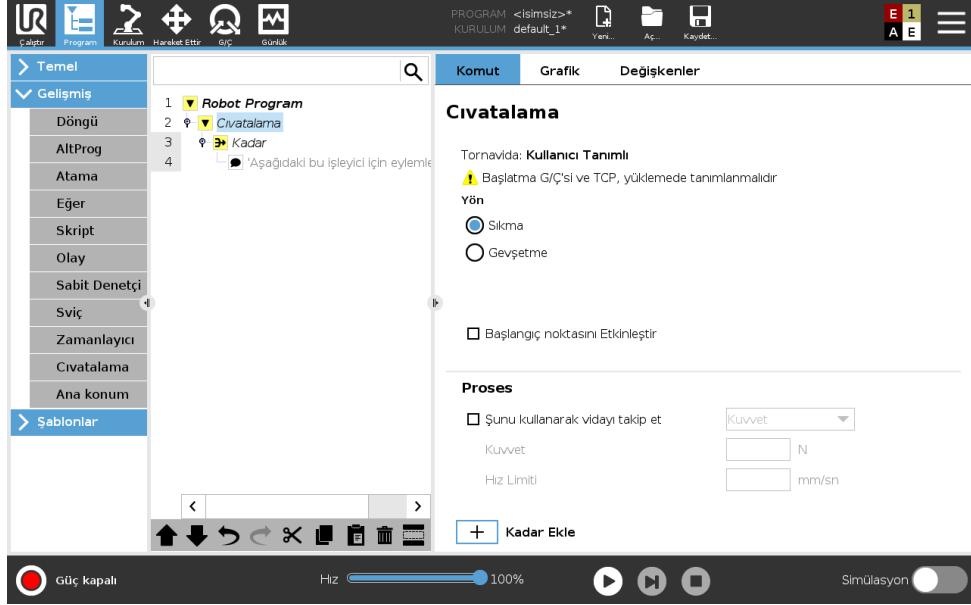 UR
Çalıştır
Program
Kurulum
Hareket Ettir
G/Ç
Günlük
PROGRAM <isimsiz>*
KURULUM default_1*
Yeni...
Aç...
Kaydet...
E 1
A E
Temel
Gelişmiş
Döngü
AltProg
Atama
Eğer
Skript
Olay
Sabit Denetçi
Sviç
Zamanlayıcı
Cıvatalama
Ana konum
Şablonlar
1 Robot Program
2 Cıvatalama
3 Kadar
4 'Aşağıdaki bu işleyici için eylemle
Komut
Grafik
Değişkenler
Cıvatalama
Tornavida: Kullanıcı Tanımlı
Başlatma G/Ç'si ve TCP, yüklemede tanımlanmalıdır
Yön
Sıkma
Gevşetme
Başlangıç noktasını Etkinleştir
Proses
Şunu kullanarak vidayı takip et
Kuvvet
Kuvvet
N
Hız Limiti
mm/sn
+ Kadar Ekle
Güç kapalı
Hız
100%
Simülasyon